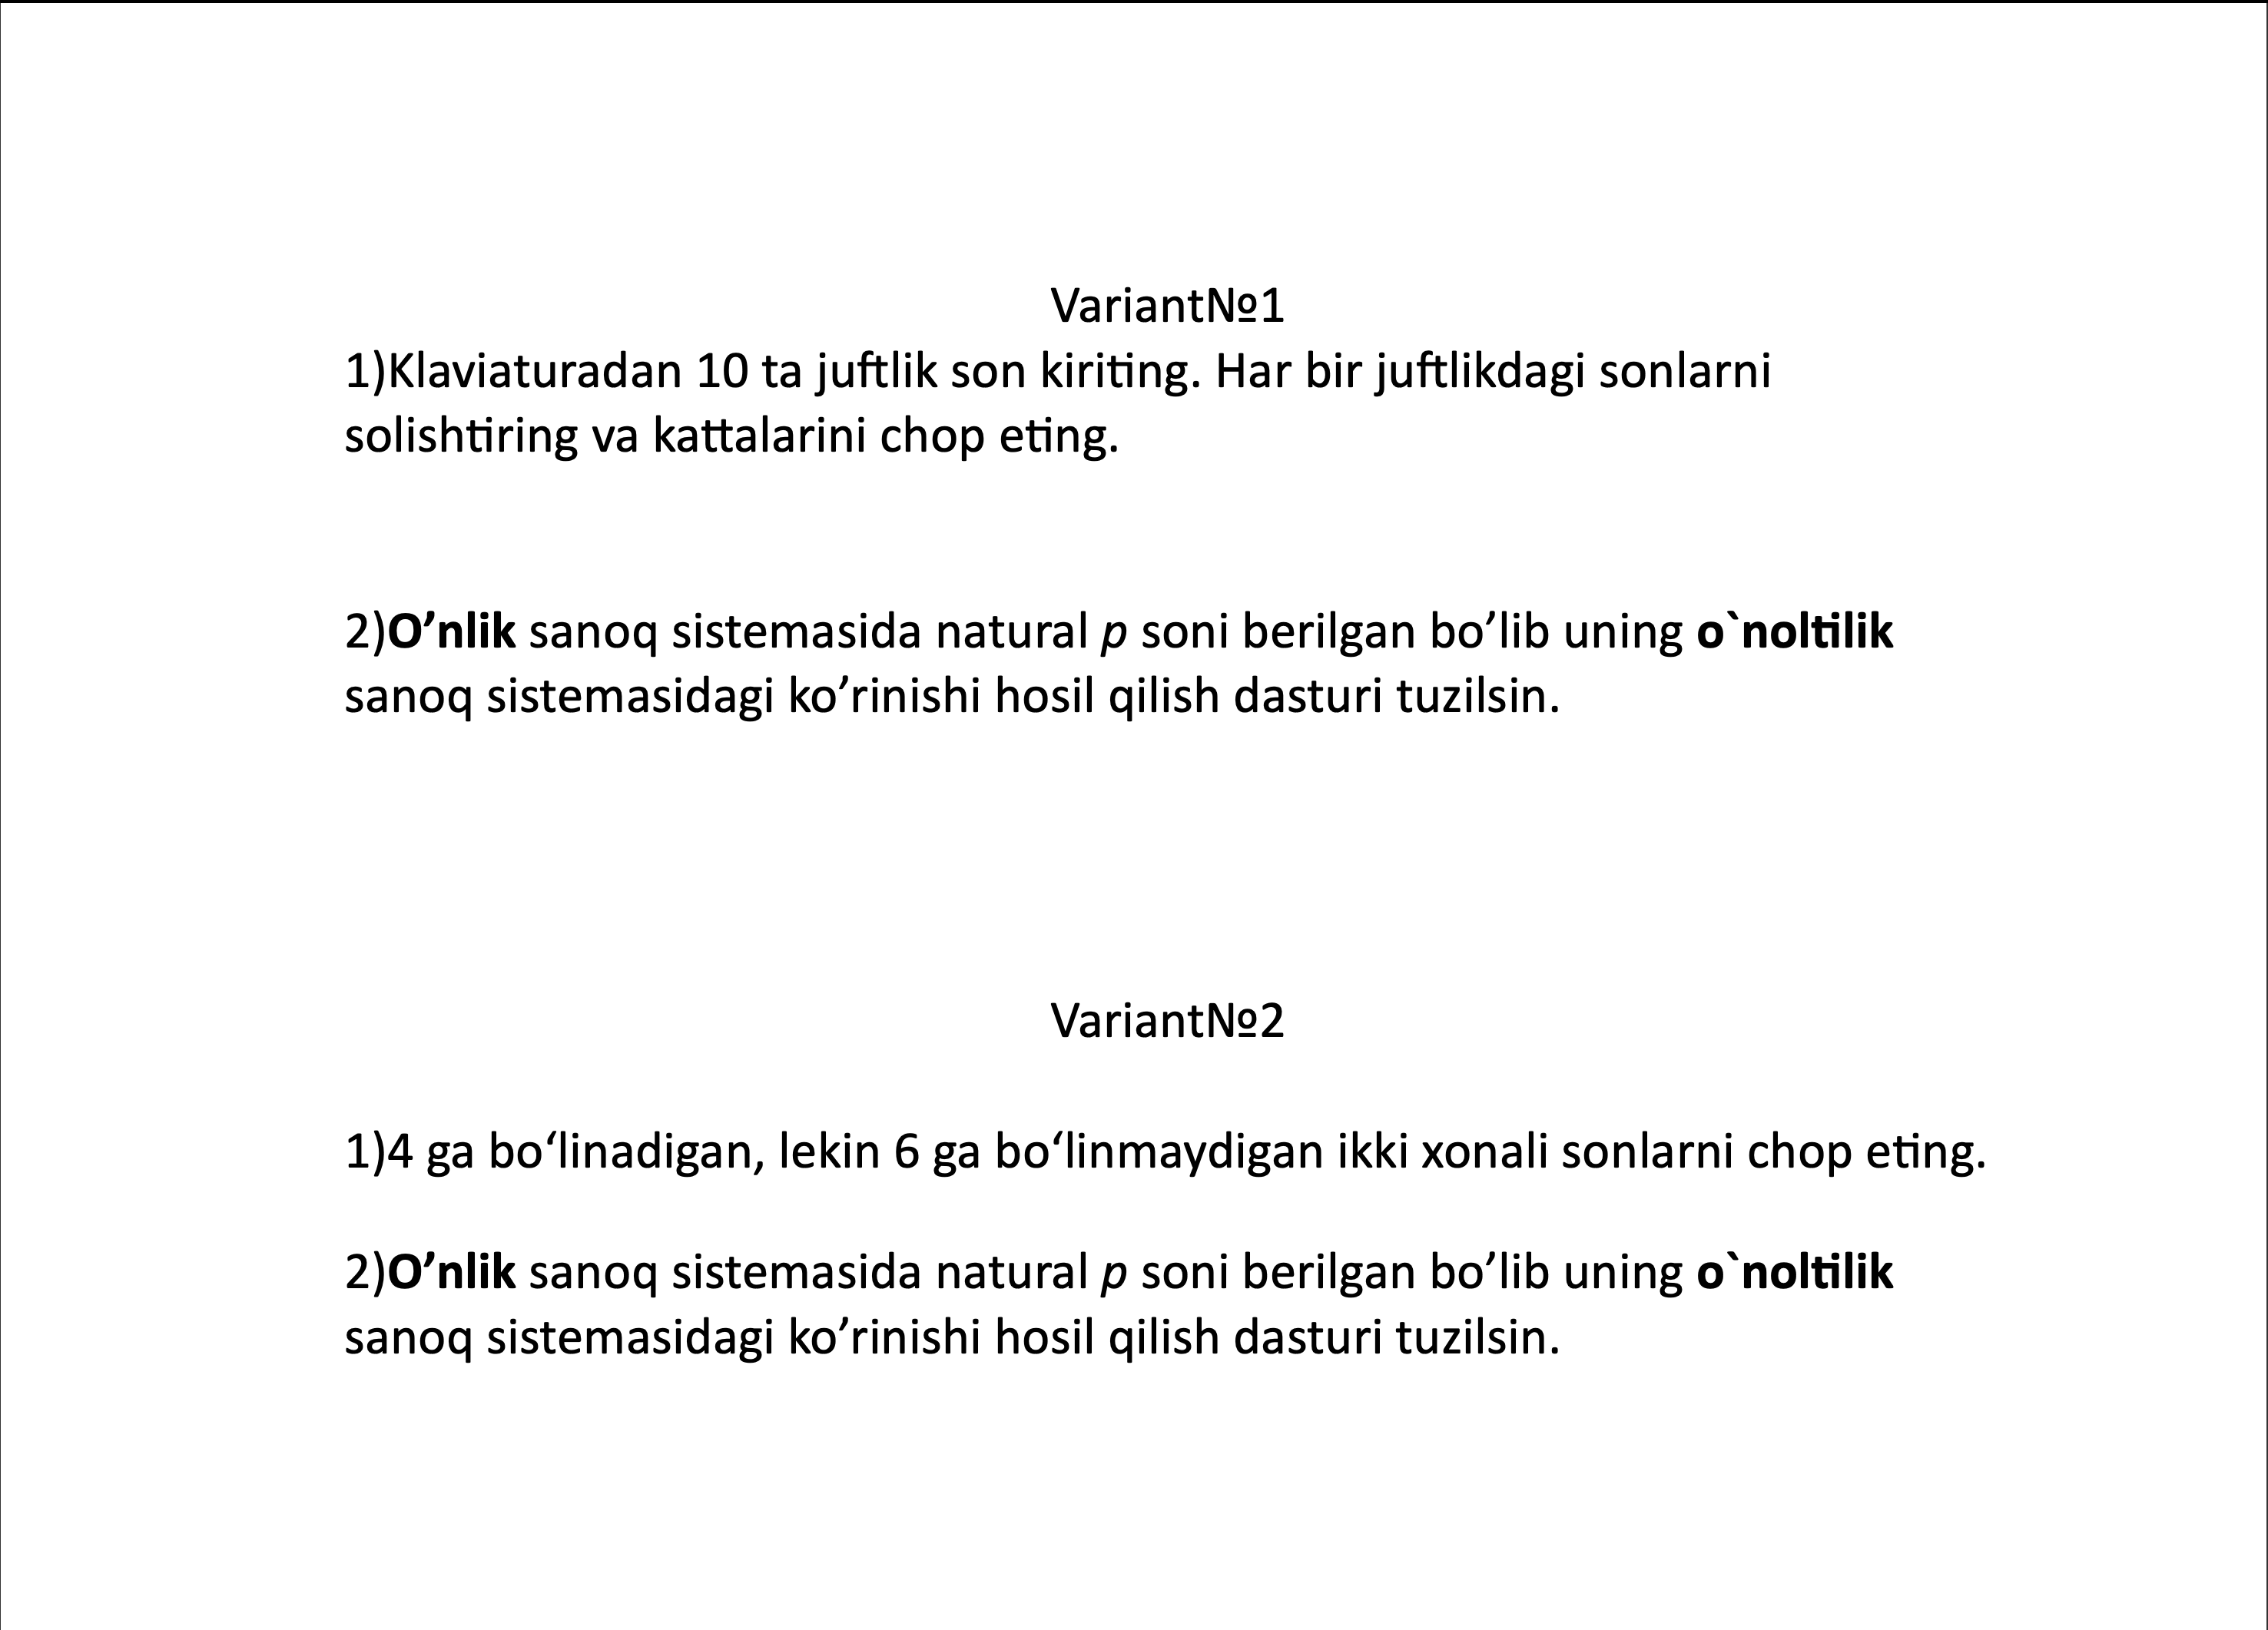 Variant№1
1)Klaviaturadan 10 ta juftlik son kiriting. Har bir juftlikdagi sonlarni
solishtiring va kattalarini chop eting.
2)O’nlik sanoq sistemasida natural p soni berilgan bo’lib uning o`noltilik
sanoq sistemasidagi ko’rinishi hosil qilish dasturi tuzilsin.
Variant№2
1)4 ga bo‘linadigan, lekin 6 ga bo‘linmaydigan ikki xonali sonlarni chop eting.
2)O’nlik sanoq sistemasida natural p soni berilgan bo’lib uning o`noltilik
sanoq sistemasidagi ko’rinishi hosil qilish dasturi tuzilsin.